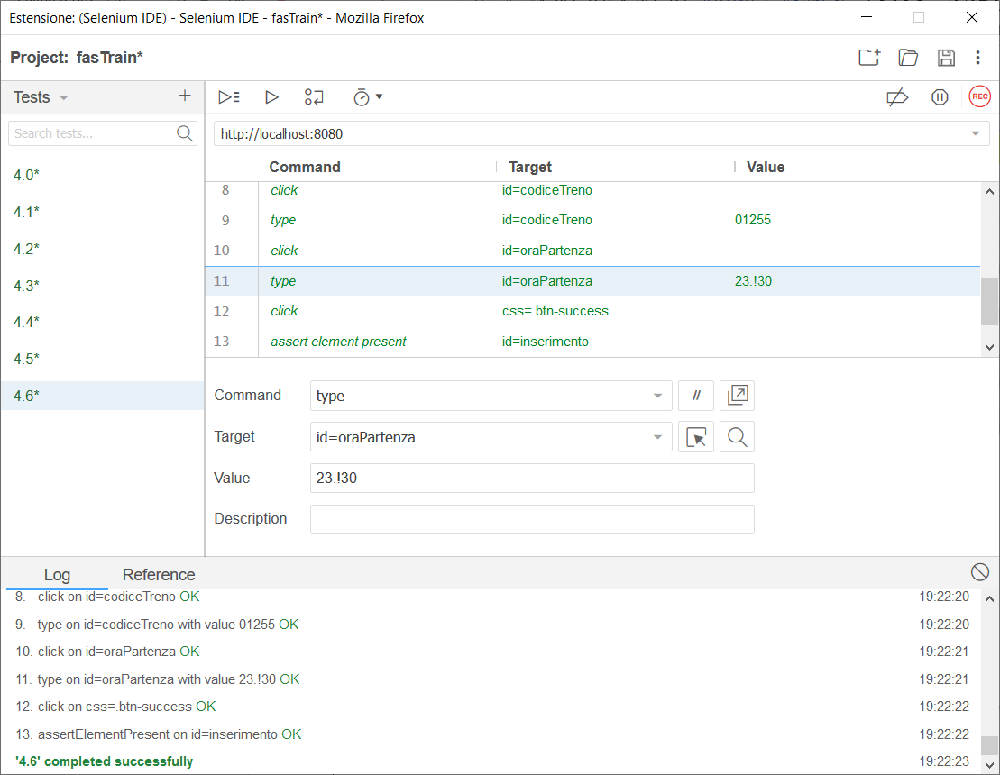 Estensione: (Selenium IDE) - Selenium IDE - fasTrain* - Mozilla Firefox
Project: fasTrain*
Tests
REC
Search tests...
http://localhost:8080
Command Target Value
4.0*
4.1*
4.2*
4.3*
4.4*
4.5*
4.6*
8 click id=codiceTreno
9 type id=codiceTreno 01255
10 click id=oraPartenza
11 type id=oraPartenza 23.!30
12 click css=.btn-success
13 assert element present id=inserimento
Command type //
Target id=oraPartenza
Value 23.!30
Description
Log Reference
8. click on id=codiceTreno OK 19:22:20
9. type on id=codiceTreno with value 01255 OK 19:22:20
10. click on id=oraPartenza OK 19:22:21
11. type on id=oraPartenza with value 23.!30 OK 19:22:21
12. click on css=.btn-success OK 19:22:22
13. assertElementPresent on id=inserimento OK 19:22:22
'4.6' completed successfully 19:22:23